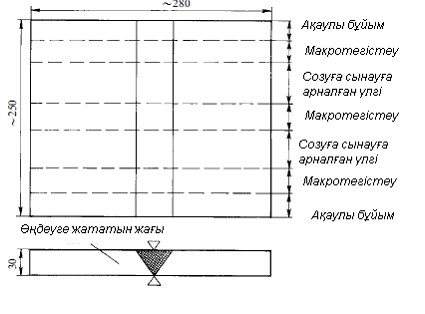 ~280
Ақаулы бұйым
Макротегістеу
Созуға сынауға
арналған үлгі
~250
Макротегістеу
Созуға сынауға
арналған үлгі
Макротегістеу
Ақаулы бұйым
Өңдеуге жататын жағы
30